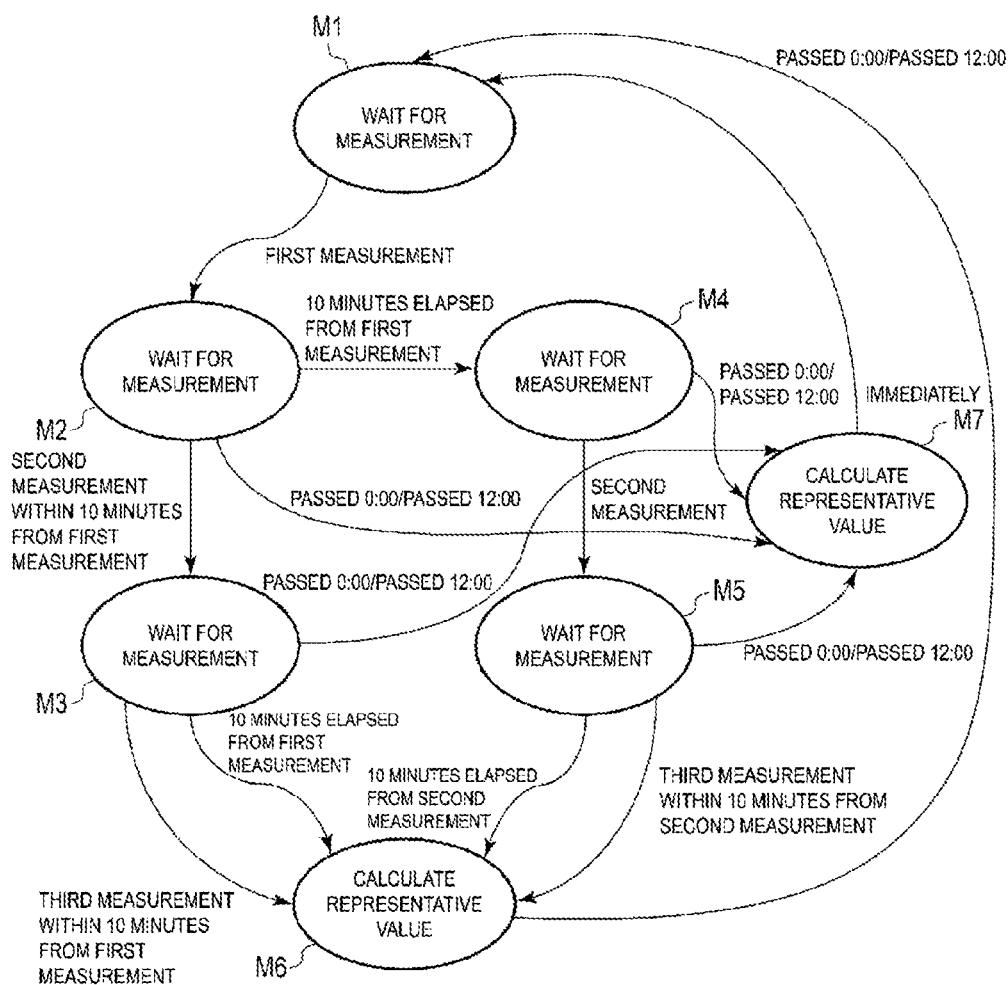 M1
PASSED 0:00/PASSED 12:00
WAIT FOR
MEASUREMENT
FIRST MEASUREMENT
10 MINUTES ELAPSED
FROM FIRST
MEASUREMENT
M4
WAIT FOR
MEASUREMENT
WAIT FOR
MEASUREMENT
PASSED 0:00/
PASSED 12:00
IMMEDIATELY
M7
M2
SECOND
MEASUREMENT
WITHIN 10 MINUTES
FROM FIRST
MEASUREMENT
PASSED 0:00/PASSED 12:00
SECOND
MEASUREMENT
CALCULATE
REPRESENTATIVE
VALUE
PASSED 0:00/PASSED 12:00
M5
WAIT FOR
MEASUREMENT
WAIT FOR
MEASUREMENT
PASSED 0:00/PASSED 12:00
M3
10 MINUTES ELAPSED
FROM FIRST
MEASUREMENT
10 MINUTES ELAPSED
FROM SECOND
MEASUREMENT
THIRD MEASUREMENT
WITHIN 10 MINUTES FROM
SECOND MEASUREMENT
CALCULATE
REPRESENTATIVE
VALUE
THIRD MEASUREMENT
WITHIN 10 MINUTES
FROM FIRST
MEASUREMENT
M6